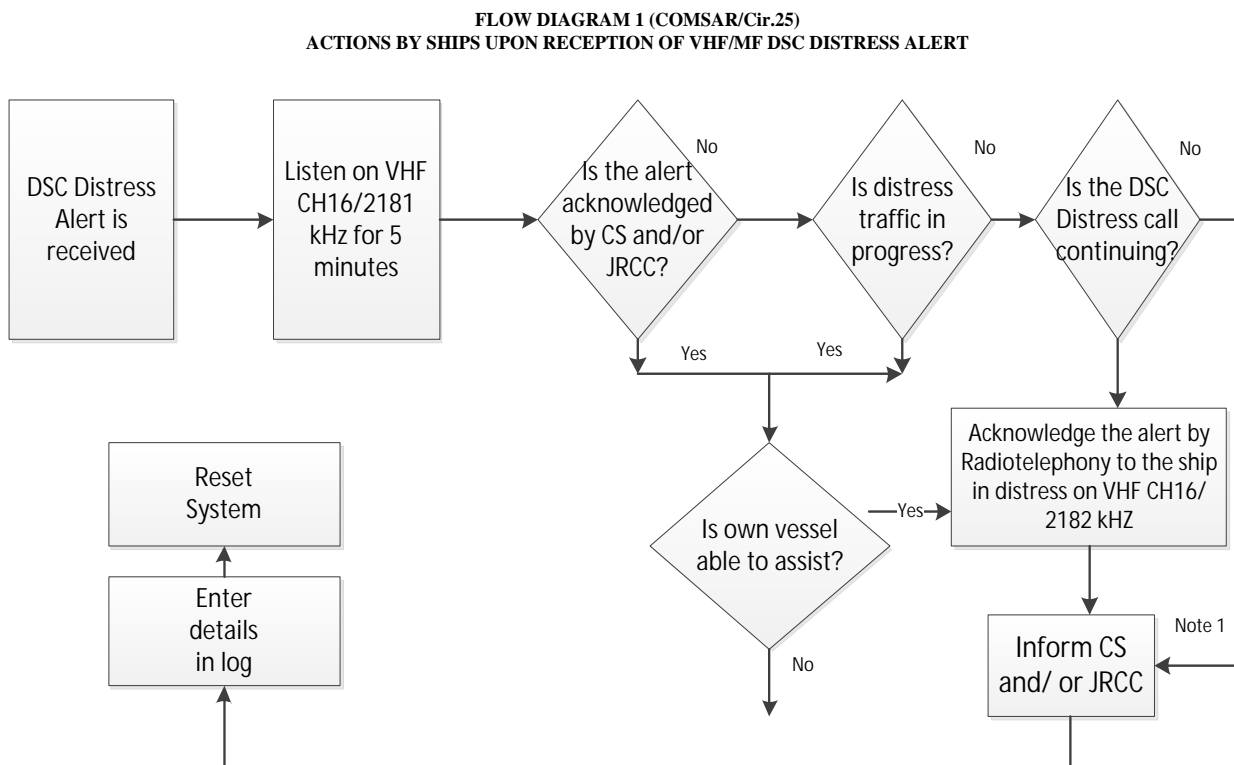 FLOW DIAGRAM 1 (COMSAR/Cir.25)
ACTIONS BY SHIPS UPON RECEPTION OF VHF/MF DSC DISTRESS ALERT
DSC Distress
Alert is
received
Listen on VHF
CH16/2181
kHz for 5
minutes
Is the alert
acknowledged
by CS and/or
JRCC?
No
Is distress
traffic in
progress?
No
Is the DSC
Distress call
continuing?
No
Yes
Yes
Acknowledge the alert by
Radiotelephony to the ship
in distress on VHF CH16/
2182 kHZ
Is own vessel
able to assist?
Yes
No
Note 1
Inform CS
and/ or JRCC
Reset
System
Enter
details
in log